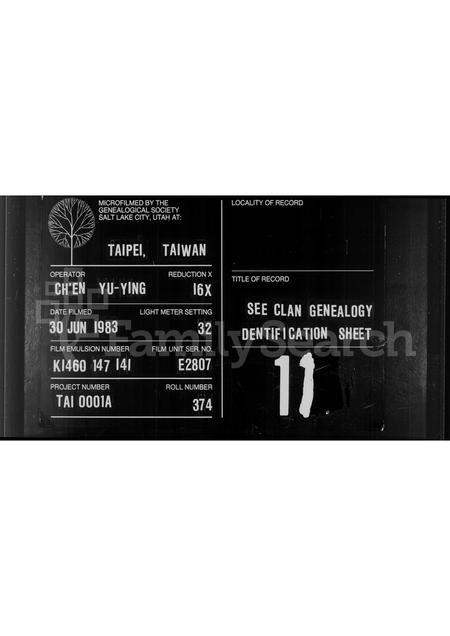 MICROFILMED BY THE
GENEALOGICAL SOCIETY
SALT LAKE CITY, UTAH AT:
TAIPEI, TAIWAN
OPERATOR REDUCTION X
CH'EN YU-YING 16X
DATE FILMED LIGHT METER SETTING
30 JUN 1983 32
FILM EMULSION NUMBER FILM UNIT SER. NO.
K1460 147 141 E2807
PROJECT NUMBER ROLL NUMBER
TAI 0001A 374
LOCALITY OF RECORD
TITLE OF RECORD
SEE CLAN GENEALOGY
DENTIFICATION SHEET
11
FamilySearch